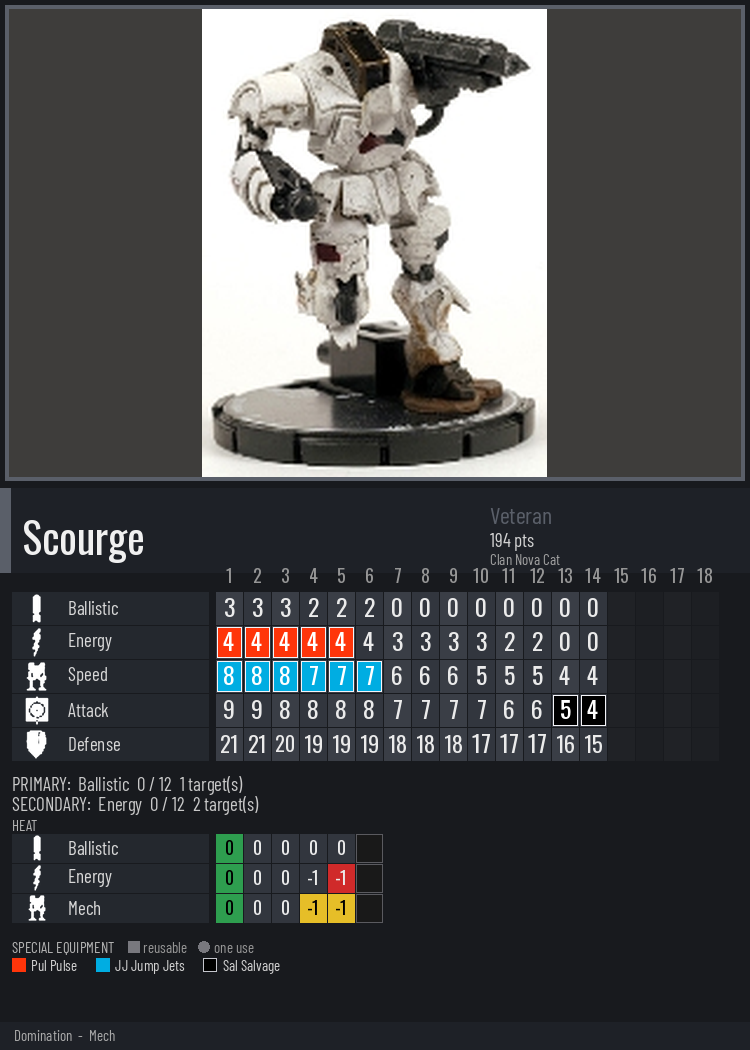 Scourge
Veteran
194 pts
Clan Nova Cat
1 2 3 4 5 6 7 8 9 10 11 12 13 14 15 16 17 18
Ballistic 3 3 3 2 2 2 0 0 0 0 0 0 0 0
Energy 4 4 4 4 4 4 3 3 3 3 2 2 0 0
Speed 8 8 8 7 7 7 6 6 6 5 5 5 4 4
Attack 9 9 8 8 8 8 7 7 7 7 6 6 5 4
Defense 21 21 20 19 19 19 18 18 18 17 17 17 16 15
PRIMARY: Ballistic 0 / 12 1 target(s)
SECONDARY: Energy 0 / 12 2 target(s)
HEAT
Ballistic 0 0 0 0 0
Energy 0 0 0 -1 -1
Mech 0 0 0 -1 -1
SPECIAL EQUIPMENT reusable one use
Pul Pulse JJ Jump Jets Sal Salvage
Domination - Mech